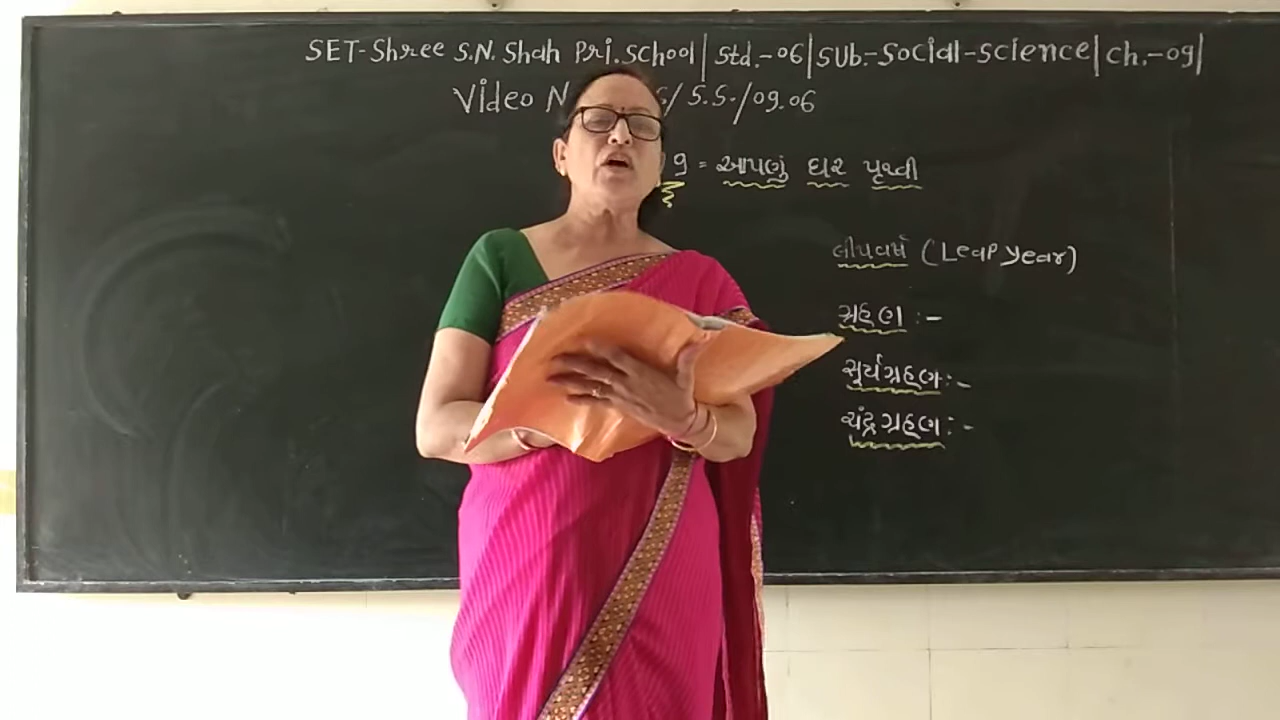 SET-Shree S.N. Shah Pri. School | Std.-06 | SUb.-Social-Science | Ch.-09 |
Video N / S.S. / 09.06
9 = આપણું ઘર પૃથ્વી
લીપવર્ષ (Leap Year)
ગ્રહણ :-
સૂર્યગ્રહણ :-
ચંદ્રગ્રહણ :-